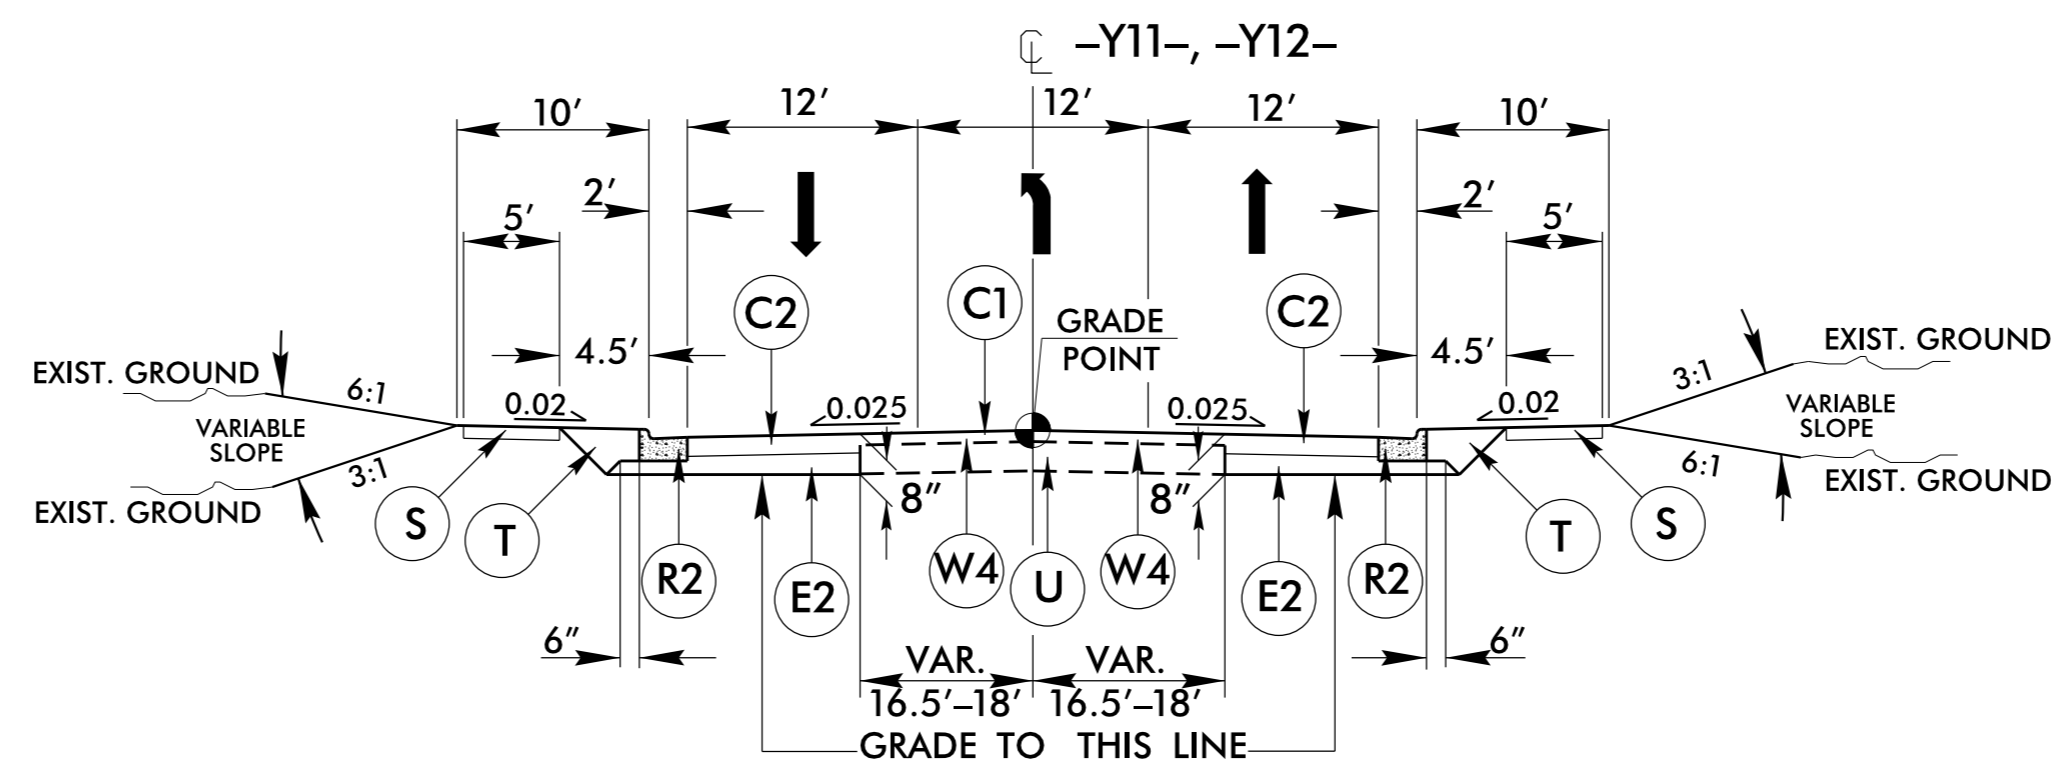 ℄ –Y11–, –Y12–
10' 12' 12' 12' 10'
2' 2'
5' 5'
C2 C1 C2
GRADE
POINT
4.5' 4.5'
EXIST. GROUND 6:1 3:1 EXIST. GROUND
0.02 0.025 0.025 0.02
VARIABLE
SLOPE
VARIABLE
SLOPE
EXIST. GROUND 3:1 6:1 EXIST. GROUND
8" 8"
S T R2 E2 W4 U W4 E2 R2 T S
6" 6"
VAR. VAR.
16.5'–18' 16.5'–18'
GRADE TO THIS LINE